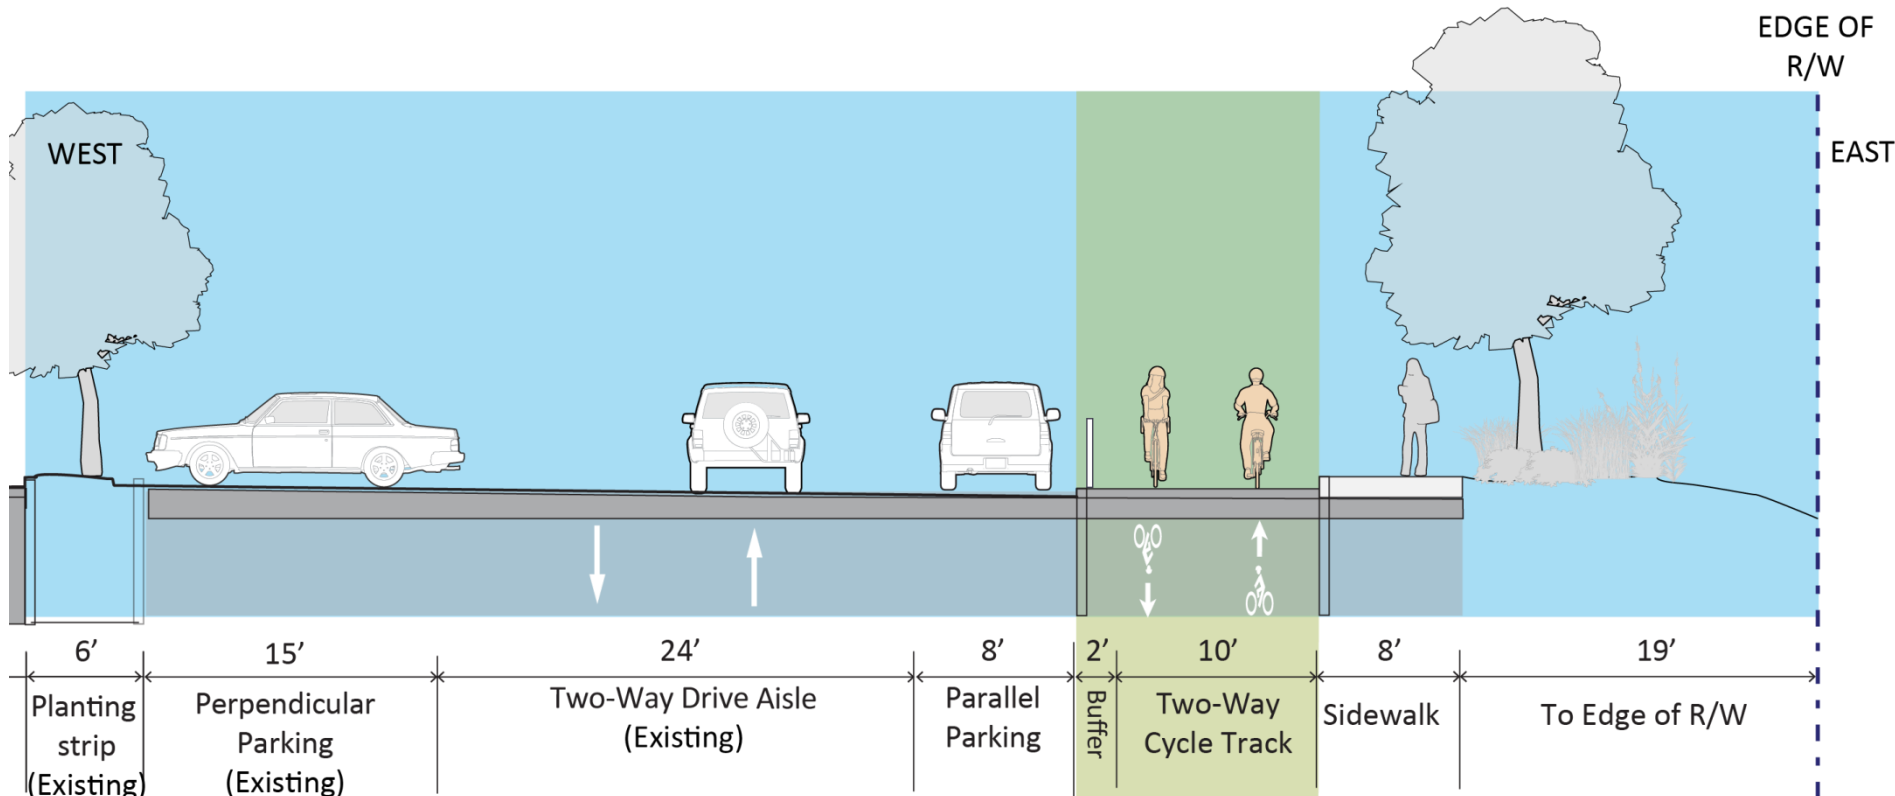 EDGE OF
R/W
WEST
EAST
6’
15’
24’
8’
2’
10’
8’
19’
Planting
strip
(Existing)
Perpendicular
Parking
(Existing)
Two-Way Drive Aisle
(Existing)
Parallel
Parking
Buffer
Two-Way
Cycle Track
Sidewalk
To Edge of R/W